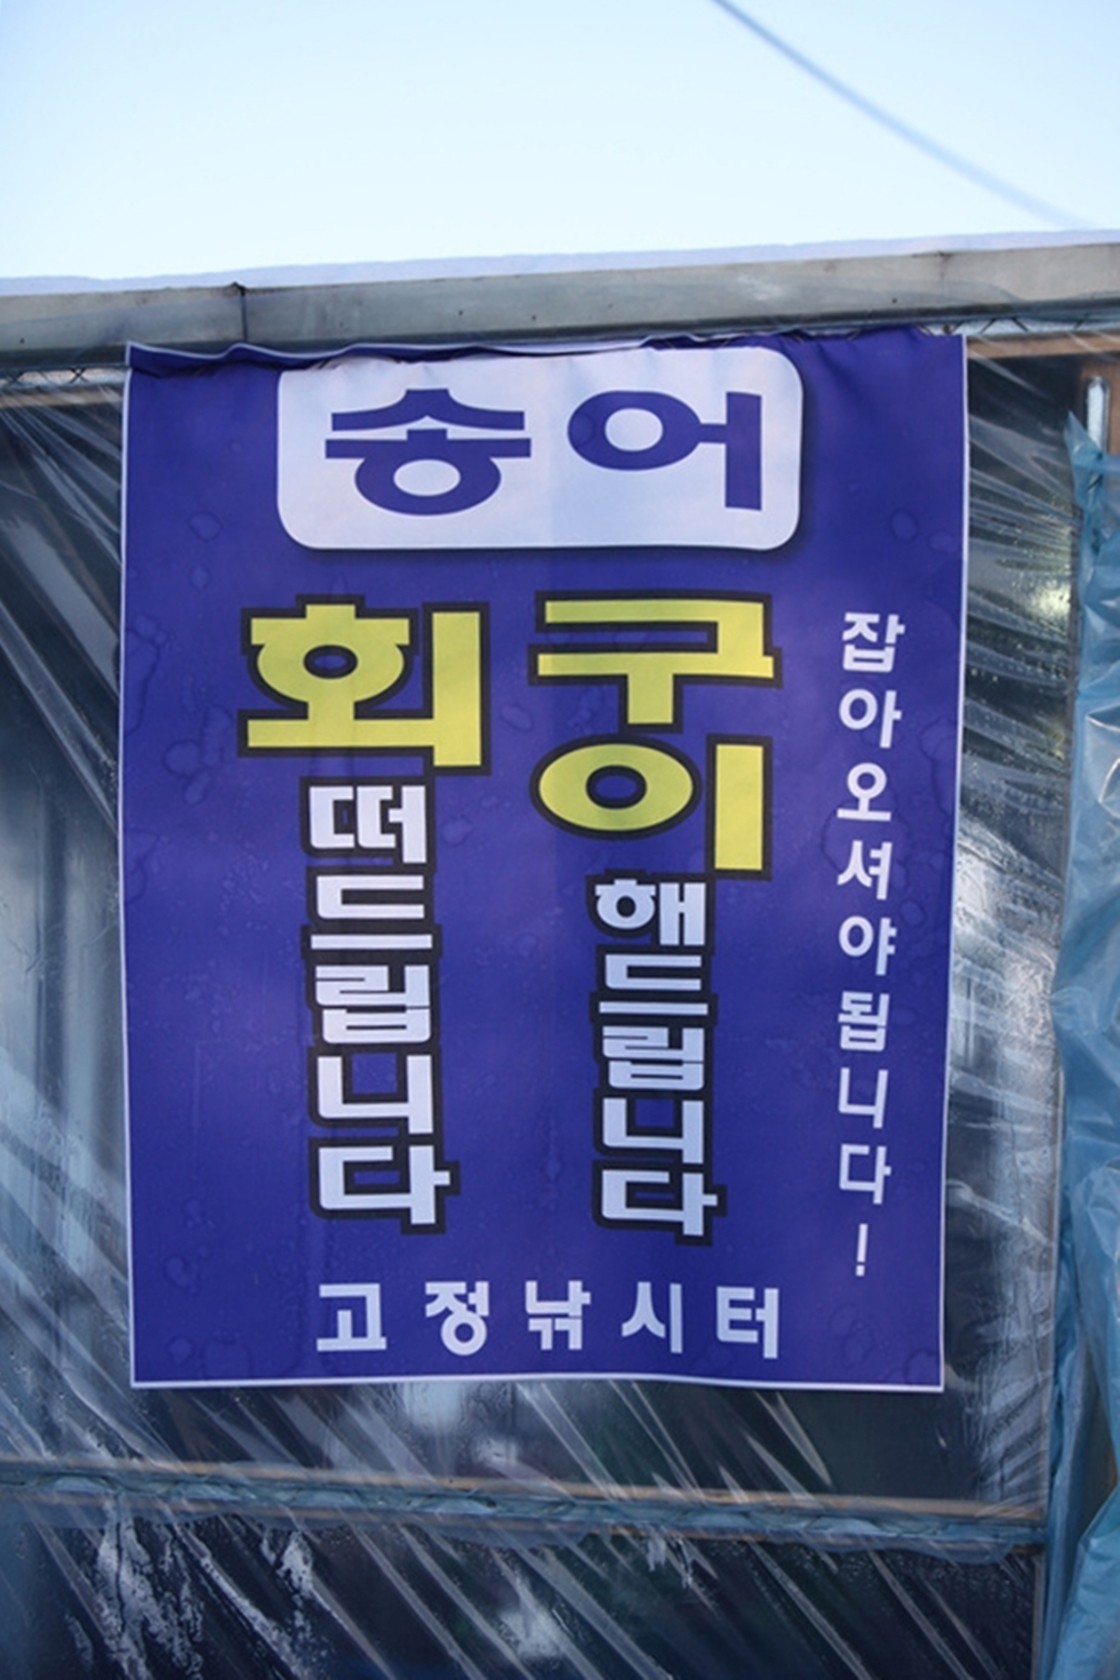 송어
회떠드립니다
구이해드립니다
잡아오셔야됩니다!
고정낚시터